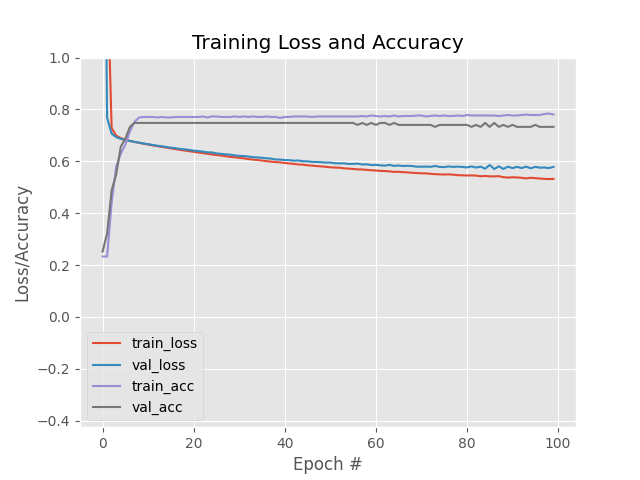 Training Loss and Accuracy
Loss/Accuracy
1.0
0.8
0.6
0.4
0.2
0.0
−0.2
−0.4
train_loss
val_loss
train_acc
val_acc
0 20 40 60 80 100
Epoch #